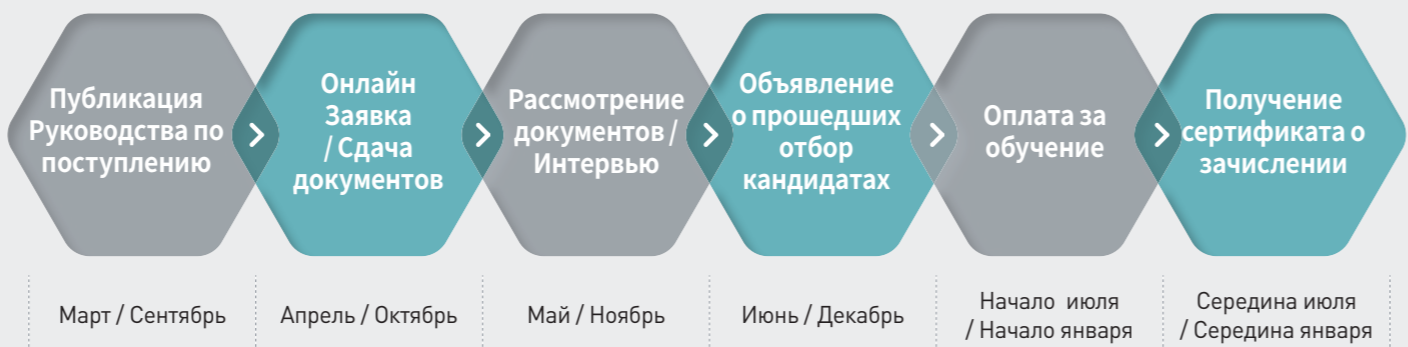 Публикация
Руководства по
поступлению
Онлайн
Заявка
/ Сдача
документов
Рассмотрение
документов /
Интервью
Объявление
о прошедших
отбор
кандидатах
Оплата за
обучение
Получение
сертификата о
зачислении
Март / Сентябрь
Апрель / Октябрь
Май / Ноябрь
Июнь / Декабрь
Начало июля
/ Начало января
Середина июля
/ Середина января